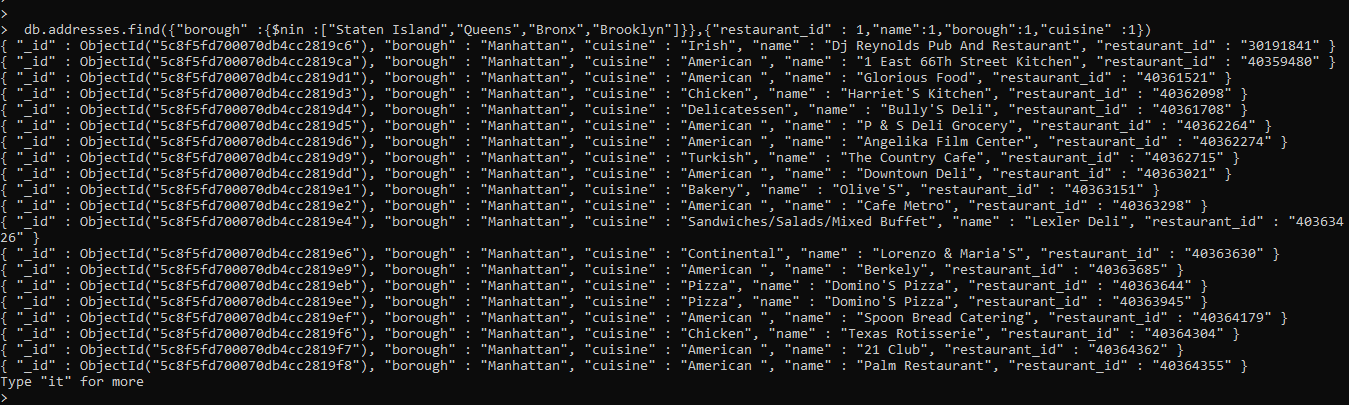 >
>  db.addresses.find({"borough" :{$nin :["Staten Island","Queens","Bronx","Brooklyn"]}},{"restaurant_id" : 1,"name":1,"borough":1,"cuisine" :1})
{ "_id" : ObjectId("5c8f5fd700070db4cc2819c6"), "borough" : "Manhattan", "cuisine" : "Irish", "name" : "Dj Reynolds Pub And Restaurant", "restaurant_id" : "30191841" }
{ "_id" : ObjectId("5c8f5fd700070db4cc2819ca"), "borough" : "Manhattan", "cuisine" : "American ", "name" : "1 East 66Th Street Kitchen", "restaurant_id" : "40359480" }
{ "_id" : ObjectId("5c8f5fd700070db4cc2819d1"), "borough" : "Manhattan", "cuisine" : "American ", "name" : "Glorious Food", "restaurant_id" : "40361521" }
{ "_id" : ObjectId("5c8f5fd700070db4cc2819d3"), "borough" : "Manhattan", "cuisine" : "Chicken", "name" : "Harriet'S Kitchen", "restaurant_id" : "40362098" }
{ "_id" : ObjectId("5c8f5fd700070db4cc2819d4"), "borough" : "Manhattan", "cuisine" : "Delicatessen", "name" : "Bully'S Deli", "restaurant_id" : "40361708" }
{ "_id" : ObjectId("5c8f5fd700070db4cc2819d5"), "borough" : "Manhattan", "cuisine" : "American ", "name" : "P & S Deli Grocery", "restaurant_id" : "40362264" }
{ "_id" : ObjectId("5c8f5fd700070db4cc2819d6"), "borough" : "Manhattan", "cuisine" : "American ", "name" : "Angelika Film Center", "restaurant_id" : "40362274" }
{ "_id" : ObjectId("5c8f5fd700070db4cc2819d9"), "borough" : "Manhattan", "cuisine" : "Turkish", "name" : "The Country Cafe", "restaurant_id" : "40362715" }
{ "_id" : ObjectId("5c8f5fd700070db4cc2819dd"), "borough" : "Manhattan", "cuisine" : "American ", "name" : "Downtown Deli", "restaurant_id" : "40363021" }
{ "_id" : ObjectId("5c8f5fd700070db4cc2819e1"), "borough" : "Manhattan", "cuisine" : "Bakery", "name" : "Olive'S", "restaurant_id" : "40363151" }
{ "_id" : ObjectId("5c8f5fd700070db4cc2819e2"), "borough" : "Manhattan", "cuisine" : "American ", "name" : "Cafe Metro", "restaurant_id" : "40363298" }
{ "_id" : ObjectId("5c8f5fd700070db4cc2819e4"), "borough" : "Manhattan", "cuisine" : "Sandwiches/Salads/Mixed Buffet", "name" : "Lexler Deli", "restaurant_id" : "403634
26" }
{ "_id" : ObjectId("5c8f5fd700070db4cc2819e6"), "borough" : "Manhattan", "cuisine" : "Continental", "name" : "Lorenzo & Maria'S", "restaurant_id" : "40363630" }
{ "_id" : ObjectId("5c8f5fd700070db4cc2819e9"), "borough" : "Manhattan", "cuisine" : "American ", "name" : "Berkely", "restaurant_id" : "40363685" }
{ "_id" : ObjectId("5c8f5fd700070db4cc2819eb"), "borough" : "Manhattan", "cuisine" : "Pizza", "name" : "Domino'S Pizza", "restaurant_id" : "40363644" }
{ "_id" : ObjectId("5c8f5fd700070db4cc2819ee"), "borough" : "Manhattan", "cuisine" : "Pizza", "name" : "Domino'S Pizza", "restaurant_id" : "40363945" }
{ "_id" : ObjectId("5c8f5fd700070db4cc2819ef"), "borough" : "Manhattan", "cuisine" : "American ", "name" : "Spoon Bread Catering", "restaurant_id" : "40364179" }
{ "_id" : ObjectId("5c8f5fd700070db4cc2819f6"), "borough" : "Manhattan", "cuisine" : "Chicken", "name" : "Texas Rotisserie", "restaurant_id" : "40364304" }
{ "_id" : ObjectId("5c8f5fd700070db4cc2819f7"), "borough" : "Manhattan", "cuisine" : "American ", "name" : "21 Club", "restaurant_id" : "40364362" }
{ "_id" : ObjectId("5c8f5fd700070db4cc2819f8"), "borough" : "Manhattan", "cuisine" : "American ", "name" : "Palm Restaurant", "restaurant_id" : "40364355" }
Type "it" for more
>